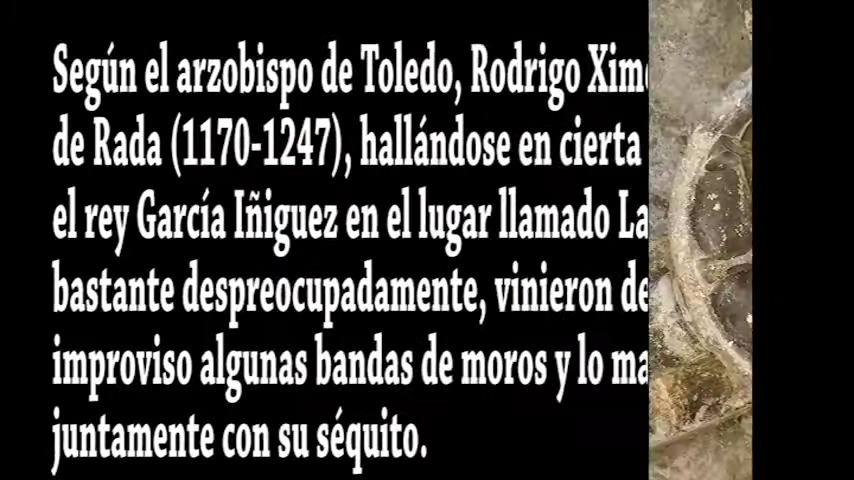 Según el arzobispo de Toledo, Rodrigo
de Rada (1170-1247), hallándose en cierta
el rey García Iñiguez en el lugar llamado
bastante despreocupadamente, vinieron de
improviso algunas bandas de moros y lo
juntamente con su séquito.